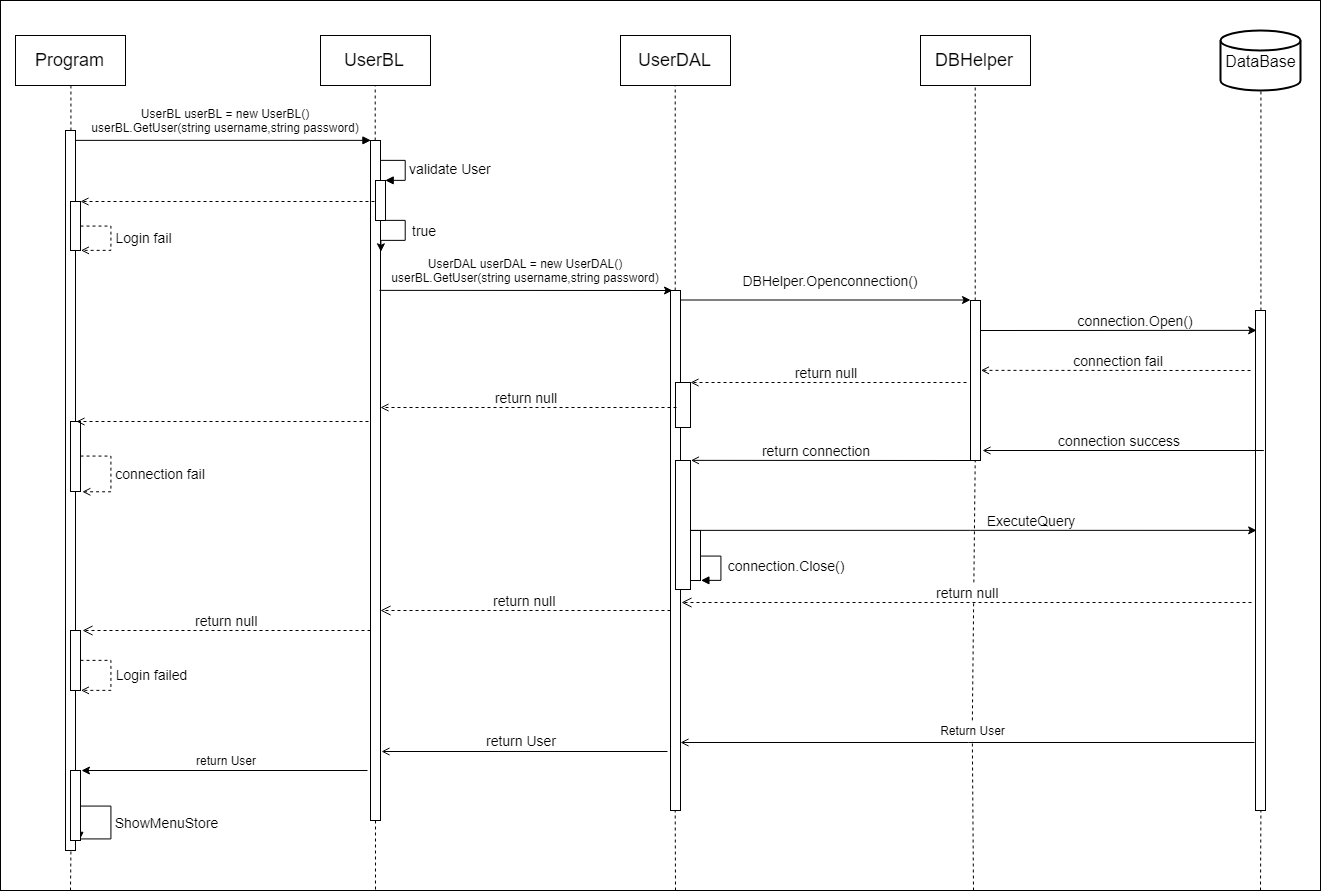 Program
UserBL
UserDAL
DBHelper
DataBase
UserBL userBL = new UserBL()
userBL.GetUser(string username,string password)
validate User
Login fail
true
UserDAL userDAL = new UserDAL()
userBL.GetUser(string username,string password)
DBHelper.Openconnection()
connection.Open()
connection fail
return null
return null
connection success
return connection
connection fail
ExecuteQuery
connection.Close()
return null
return null
return null
Login failed
Return User
return User
return User
ShowMenuStore